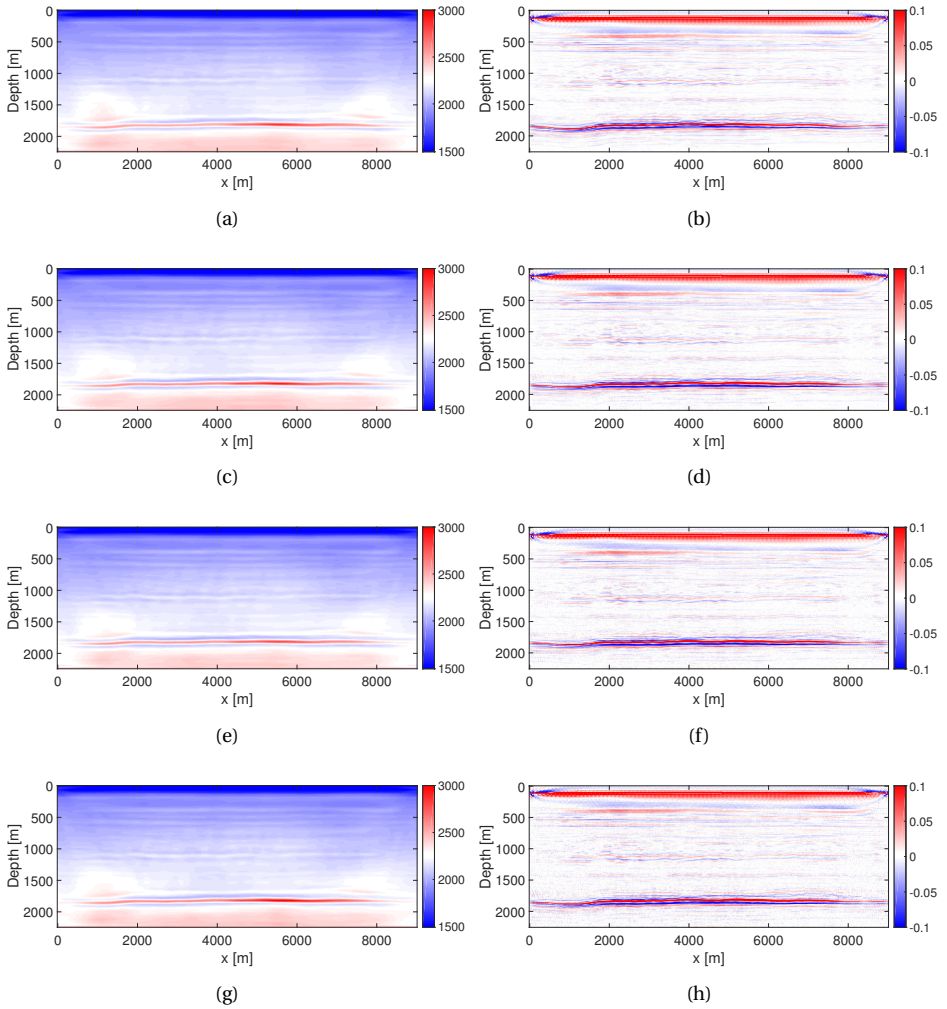 0 500 1000 1500 2000
Depth [m]
0 2000 4000 6000 8000
x [m]
3000 2500 2000 1500
(a)
0 500 1000 1500 2000
Depth [m]
0 2000 4000 6000 8000
x [m]
0.1 0.05 0 -0.05 -0.1
(b)
0 500 1000 1500 2000
Depth [m]
0 2000 4000 6000 8000
x [m]
3000 2500 2000 1500
(c)
0 500 1000 1500 2000
Depth [m]
0 2000 4000 6000 8000
x [m]
0.1 0.05 0 -0.05 -0.1
(d)
0 500 1000 1500 2000
Depth [m]
0 2000 4000 6000 8000
x [m]
3000 2500 2000 1500
(e)
0 500 1000 1500 2000
Depth [m]
0 2000 4000 6000 8000
x [m]
0.1 0.05 0 -0.05 -0.1
(f)
0 500 1000 1500 2000
Depth [m]
0 2000 4000 6000 8000
x [m]
3000 2500 2000 1500
(g)
0 500 1000 1500 2000
Depth [m]
0 2000 4000 6000 8000
x [m]
0.1 0.05 0 -0.05 -0.1
(h)